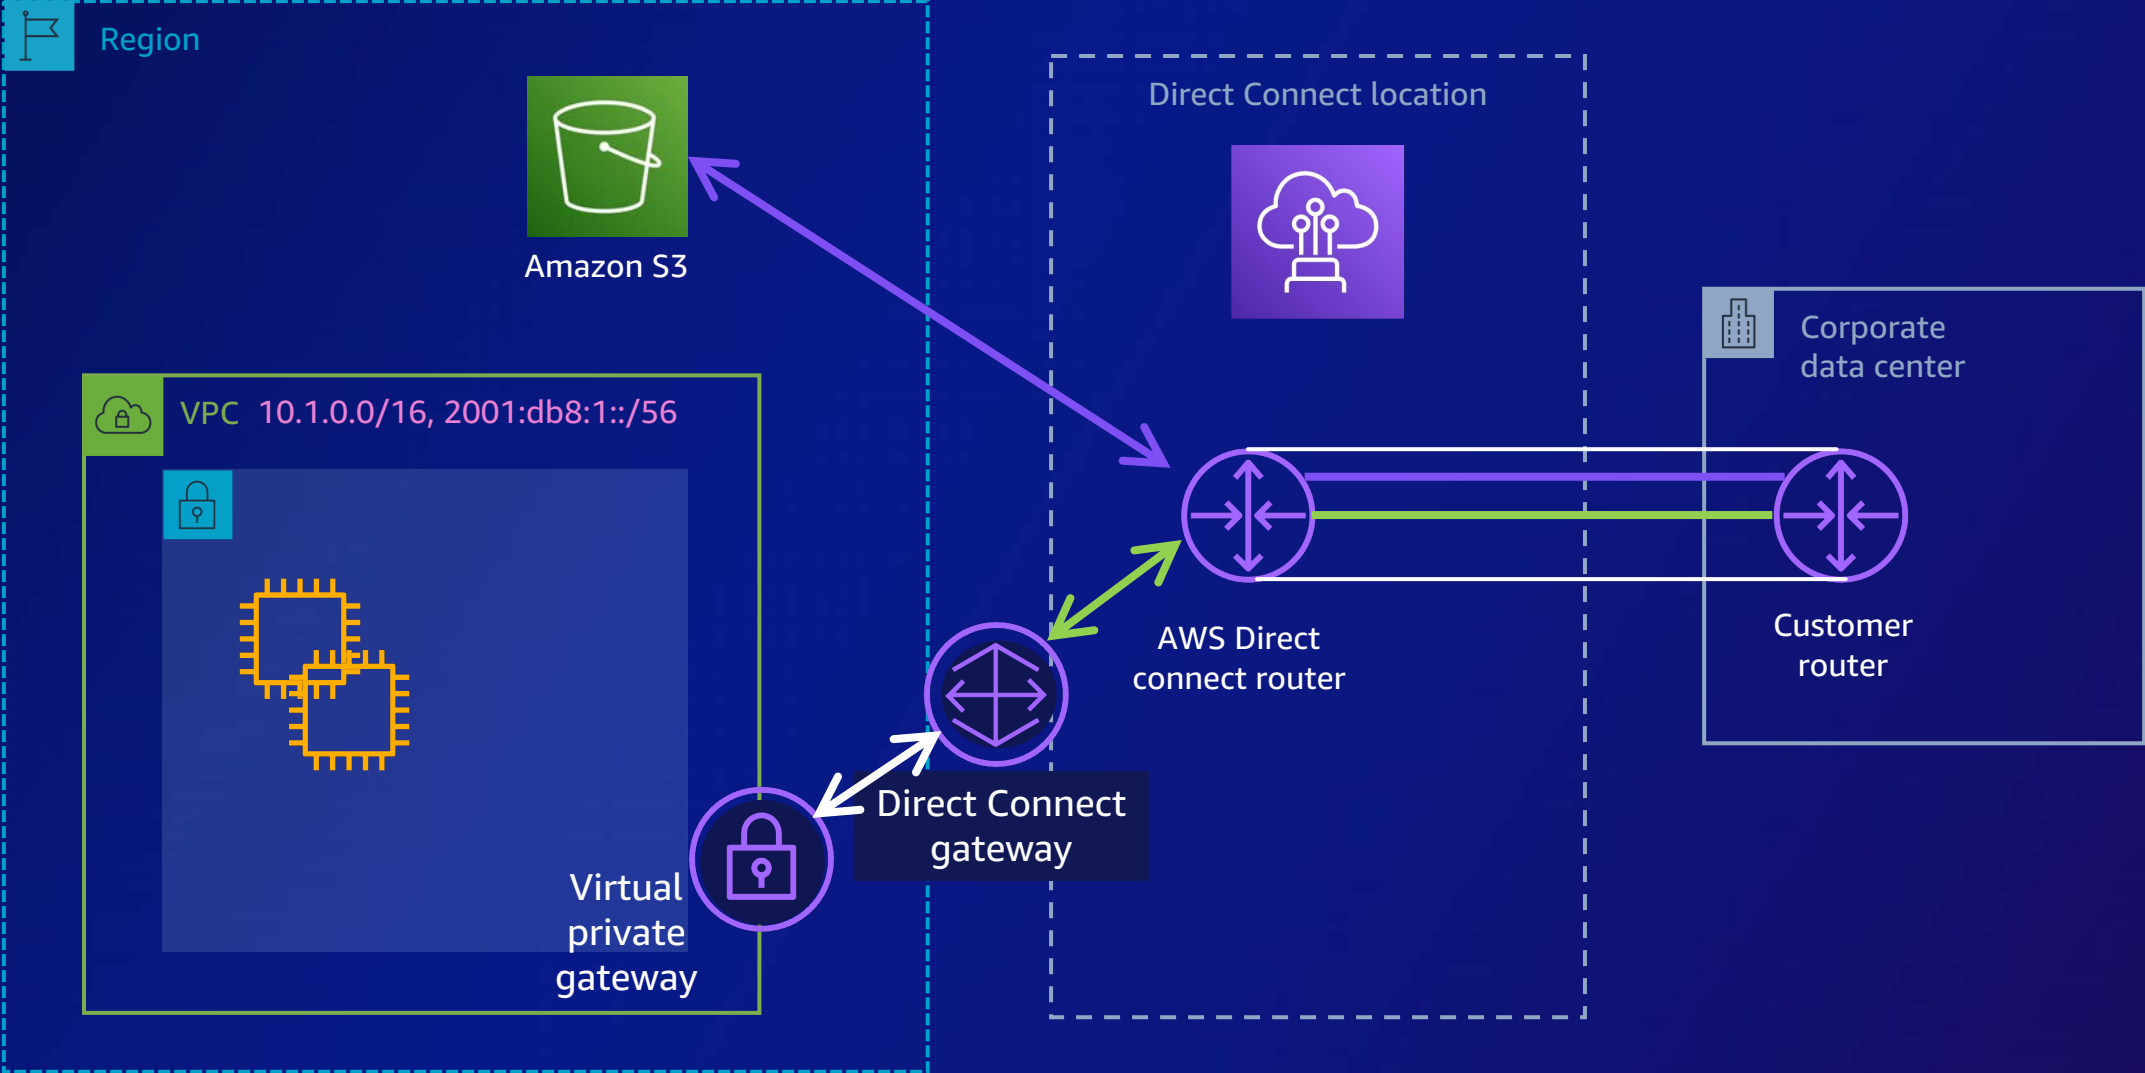 Region
Direct Connect location
Amazon S3
Corporate
data center
VPC 10.1.0.0/16, 2001:db8:1::/56
AWS Direct
connect router
Customer
router
Direct Connect
gateway
Virtual
private
gateway